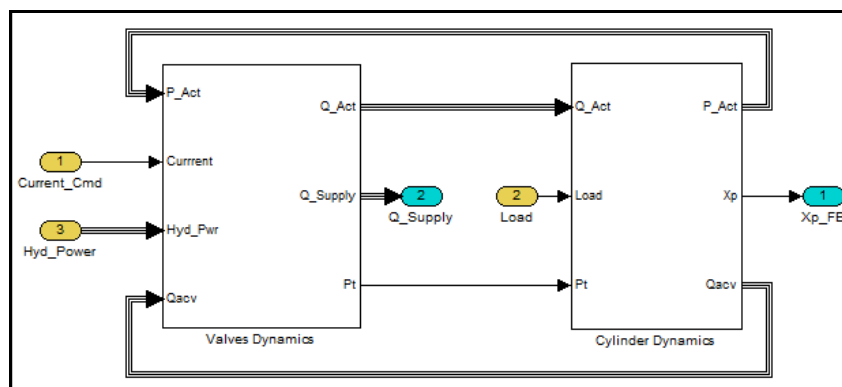 P_Act
Q_Act
Q_Act
P_Act
1
Currrent
Current_Cmd
Q_Supply
2
Q_Supply
2
Load
Load
Xp
1
Xp_FB
3
Hyd_Power
Hyd_Pwr
Qacv
Pt
Pt
Qacv
Valves Dynamics
Cylinder Dynamics